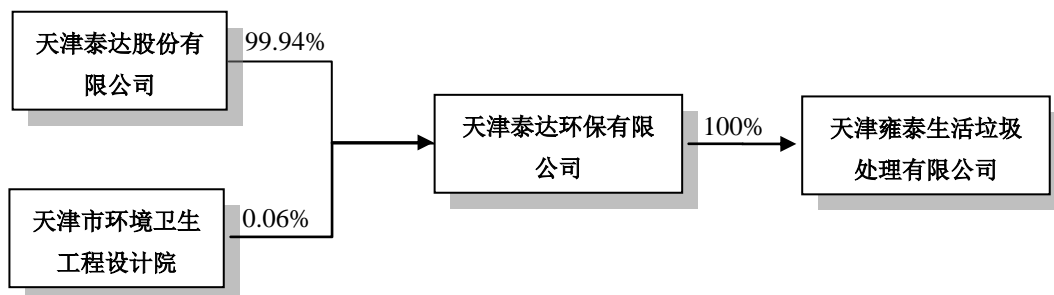 天津泰达股份有
限公司
99.94%
天津市环境卫生
工程设计院
0.06%
天津泰达环保有限
公司
100%
天津雍泰生活垃圾
处理有限公司